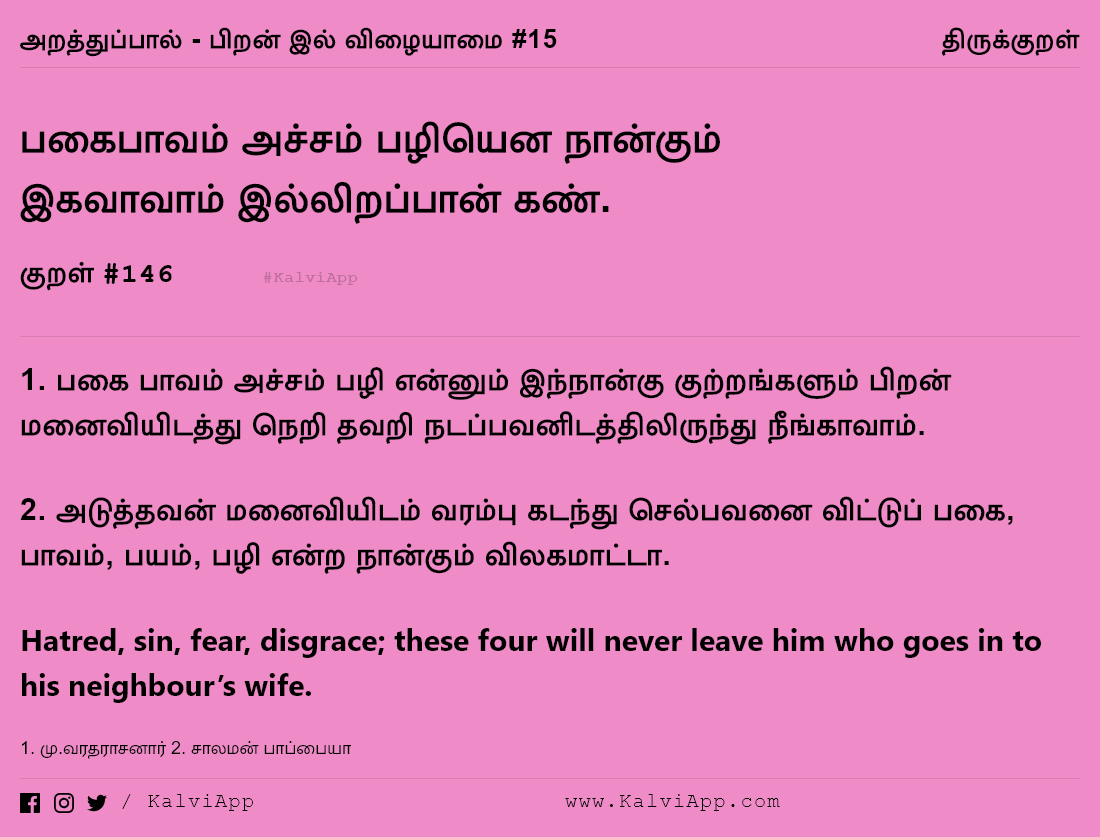 அறத்துப்பால் - பிறன் இல் விழையாமை #15
திருக்குறள்
பகைபாவம் அச்சம் பழியென நான்கும்
இகவாவாம் இல்லிறப்பான் கண்.
குறள் #146
#KalviApp
1. பகை பாவம் அச்சம் பழி என்னும் இந்நான்கு குற்றங்களும் பிறன்
மனைவியிடத்து நெறி தவறி நடப்பவனிடத்திலிருந்து நீங்காவாம்.
2. அடுத்தவன் மனைவியிடம் வரம்பு கடந்து செல்பவனை விட்டுப் பகை,
பாவம், பயம், பழி என்ற நான்கும் விலகமாட்டா.
Hatred, sin, fear, disgrace; these four will never leave him who goes in to
his neighbour’s wife.
1. மு.வரதராசனார் 2. சாலமன் பாப்பையா
/ KalviApp
www.KalviApp.com